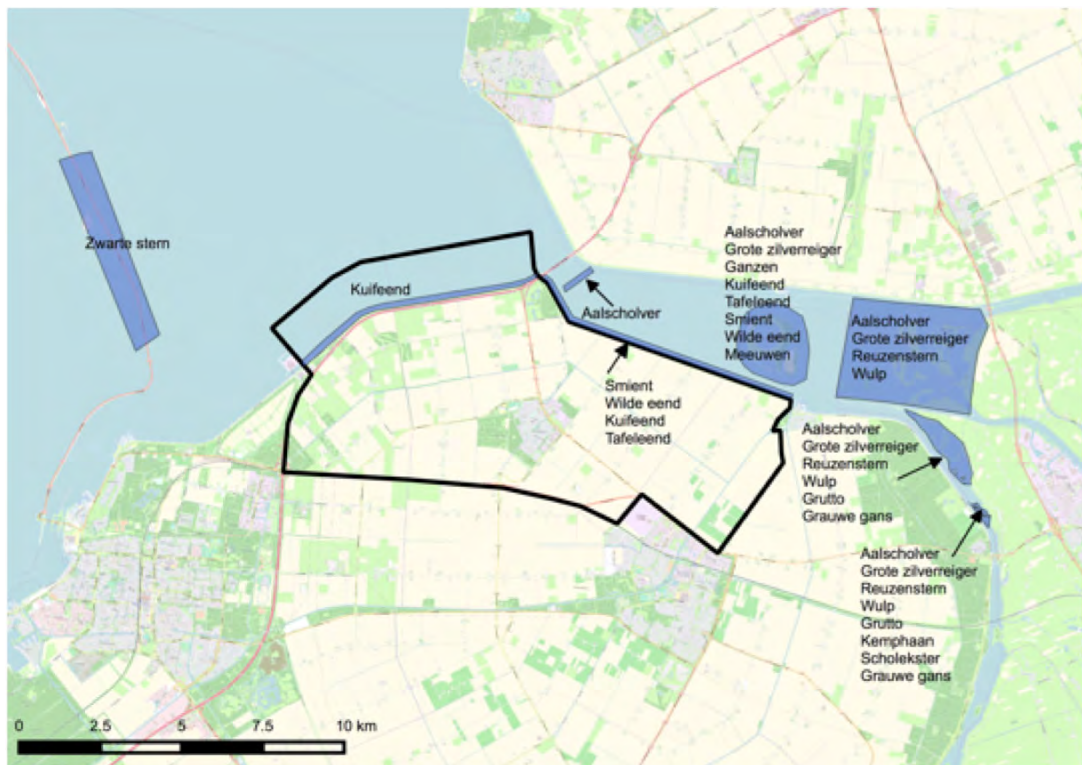 Zwarte stern
Kuifeend
Aalscholver
Smient
Wilde eend
Kuifeend
Tafeleend
Aalscholver
Grote zilverreiger
Ganzen
Kuifeend
Tafeleend
Smient
Wilde eend
Meeuwen
Aalscholver
Grote zilverreiger
Reuzenstern
Wulp
Aalscholver
Grote zilverreiger
Reuzenstern
Wulp
Grutto
Grauwe gans
Aalscholver
Grote zilverreiger
Reuzenstern
Wulp
Grutto
Kemphaan
Scholekster
Grauwe gans
0 2.5 5 7.5 10 km